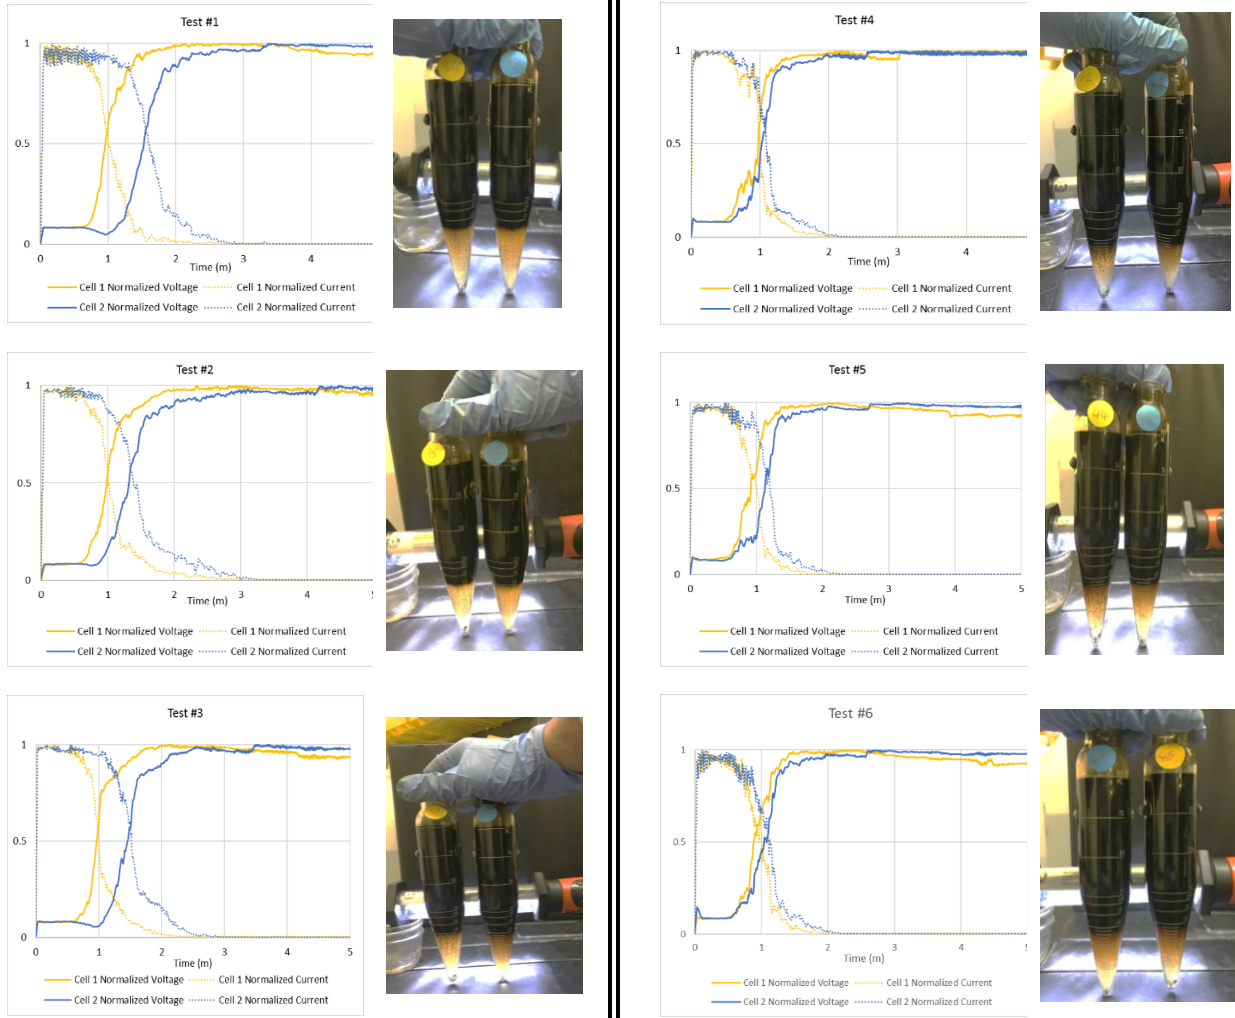 Test #1
1
0.5
0
0 1 2 3 4
Time (m)
Cell 1 Normalized Voltage Cell 1 Normalized Current
Cell 2 Normalized Voltage Cell 2 Normalized Current
Test #2
1
0.5
0
0 1 2 3 4
Time (m)
Cell 1 Normalized Voltage Cell 1 Normalized Current
Cell 2 Normalized Voltage Cell 2 Normalized Current
Test #3
1
0.5
0
0 1 2 3 4 5
Time (m)
Cell 1 Normalized Voltage Cell 1 Normalized Current
Cell 2 Normalized Voltage Cell 2 Normalized Current
Test #4
1
0.5
0
0 1 2 3 4
Time (m)
Cell 1 Normalized Voltage Cell 1 Normalized Current
Cell 2 Normalized Voltage Cell 2 Normalized Current
Test #5
1
0.5
0
0 1 2 3 4 5
Time (m)
Cell 1 Normalized Voltage Cell 1 Normalized Current
Cell 2 Normalized Voltage Cell 2 Normalized Current
44
Test #6
1
0.5
0
0 1 2 3 4
Time (m)
Cell 1 Normalized Voltage Cell 1 Normalized Current
Cell 2 Normalized Voltage Cell 2 Normalized Current